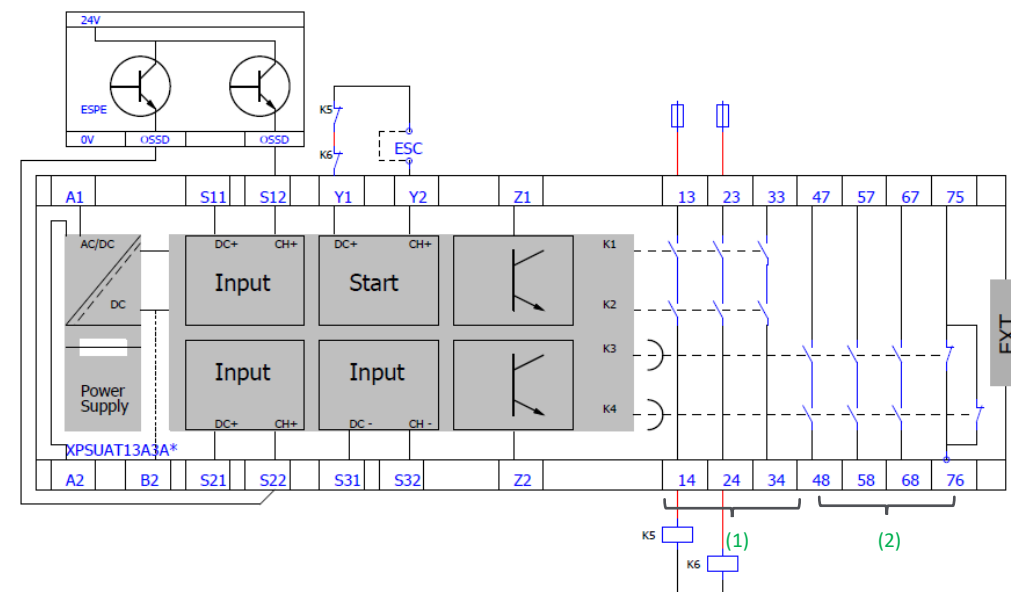 24V
ESPE
0V OSSD OSSD
K5
K6
ESC
A1 S11 S12 Y1 Y2 Z1 13 23 33 47 57 67 75
AC/DC
DC
DC+ CH+
Input
DC+ CH+
Start
K1
K2
K3
K4
EXT
Power
Supply
Input
DC+ CH+
Input
DC - CH -
XPSUAT13A3A*
A2 B2 S21 S22 S31 S32 Z2 14 24 34 48 58 68 76
K5
(1)
(2)
K6